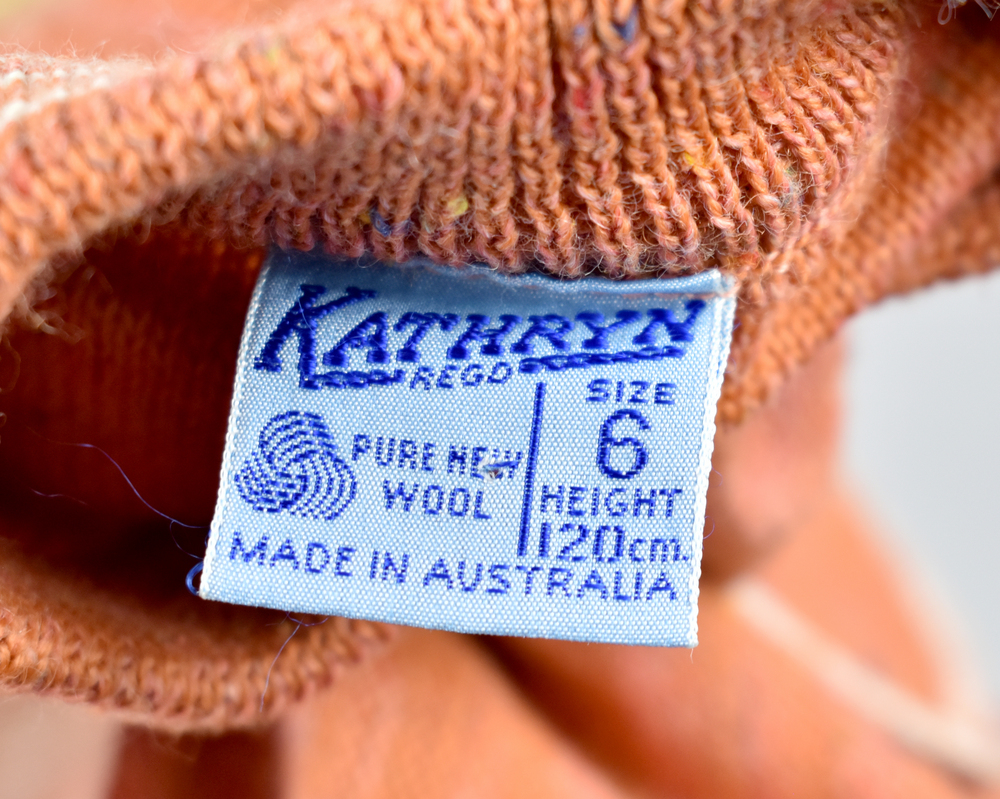 KATHRYN
REGD
PURE NEW
WOOL
SIZE
6
HEIGHT
120cm.
MADE IN AUSTRALIA